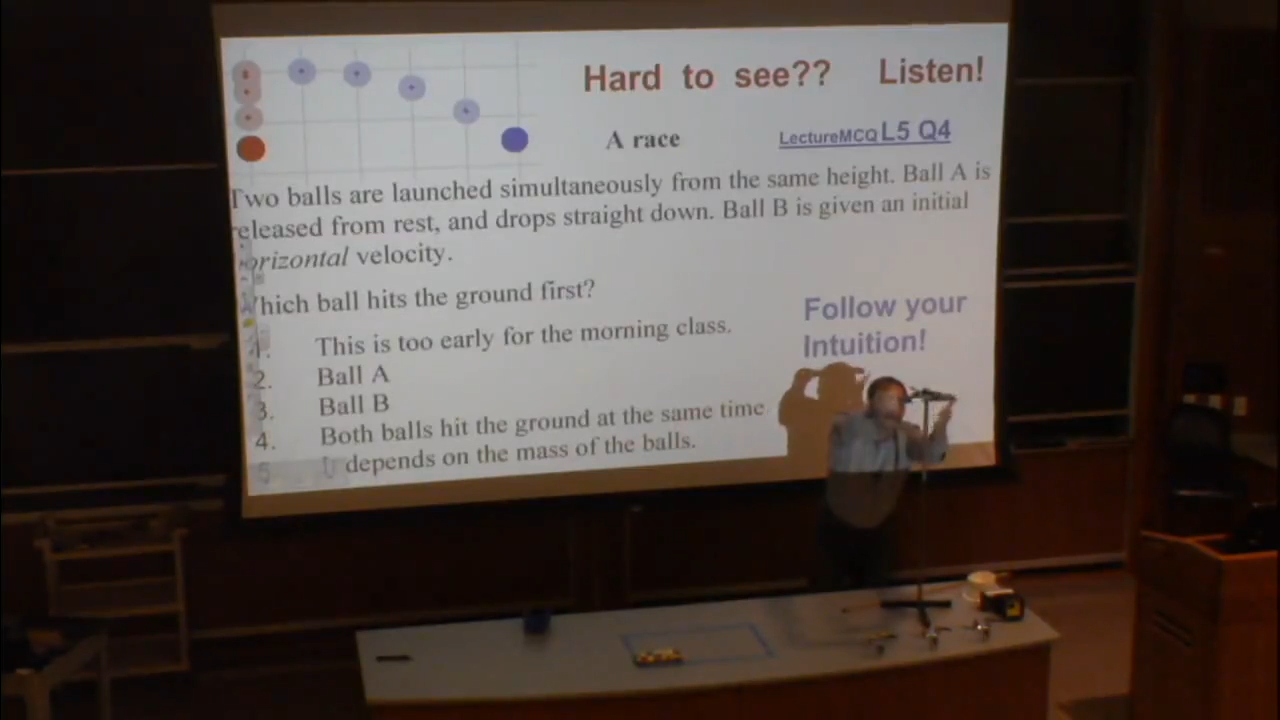 Hard to see?? Listen!
A race
LectureMCQ L5 Q4
Two balls are launched simultaneously from the same height. Ball A is
released from rest, and drops straight down. Ball B is given an initial
horizontal velocity.
Which ball hits the ground first?
Follow your
Intuition!
1. This is too early for the morning class.
2. Ball A
3. Ball B
4. Both balls hit the ground at the same time
5. It depends on the mass of the balls.